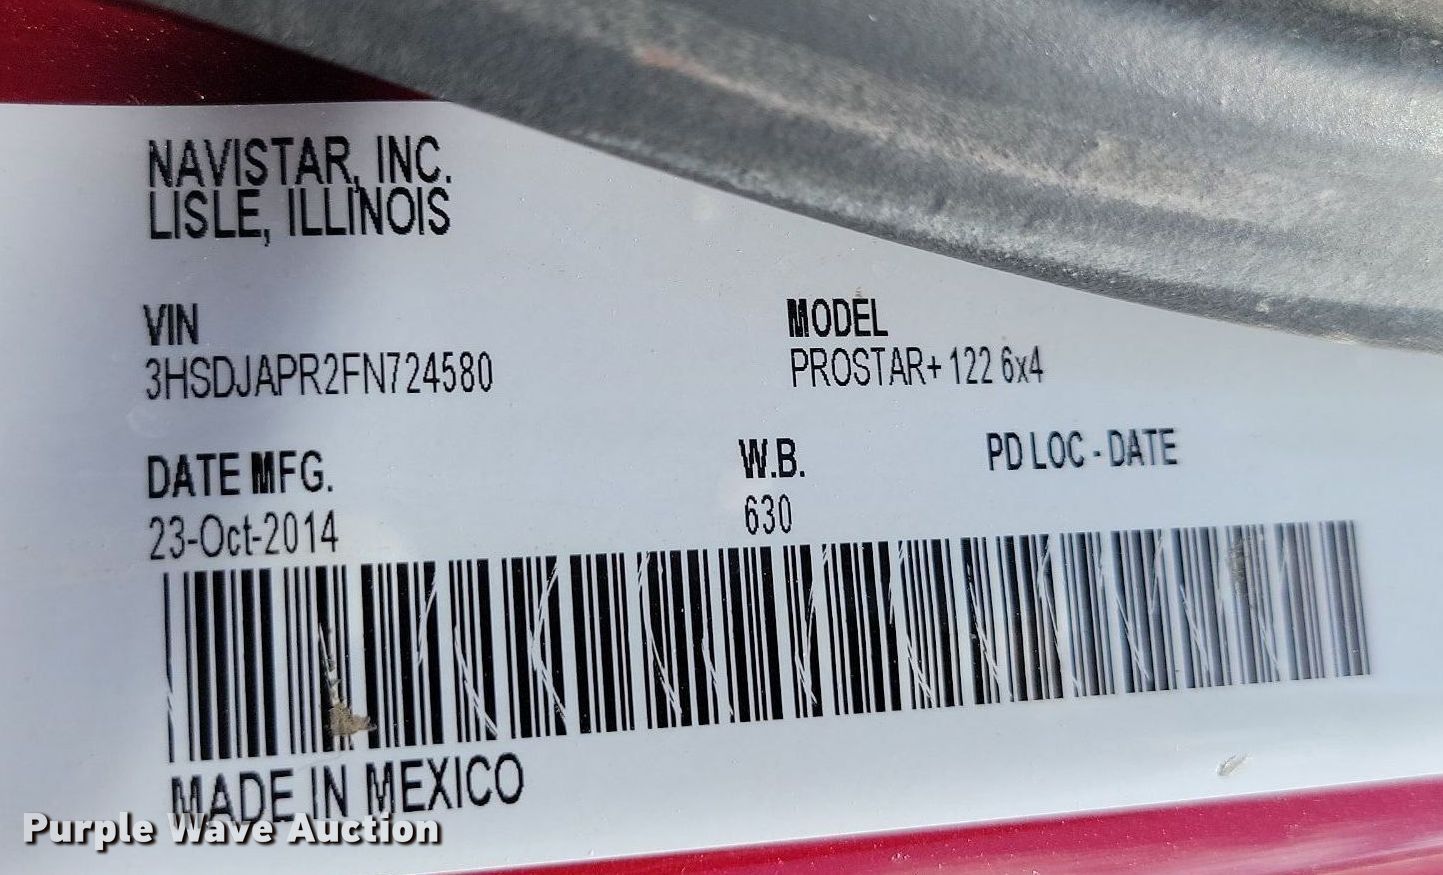 NAVISTAR, INC.
LISLE, ILLINOIS
VIN
3HSDJAPR2FN724580
MODEL
PROSTAR+ 122 6x4
DATE MFG.
23-Oct-2014
W.B.
630
PD LOC - DATE
MADE IN MEXICO
Purple Wave Auction